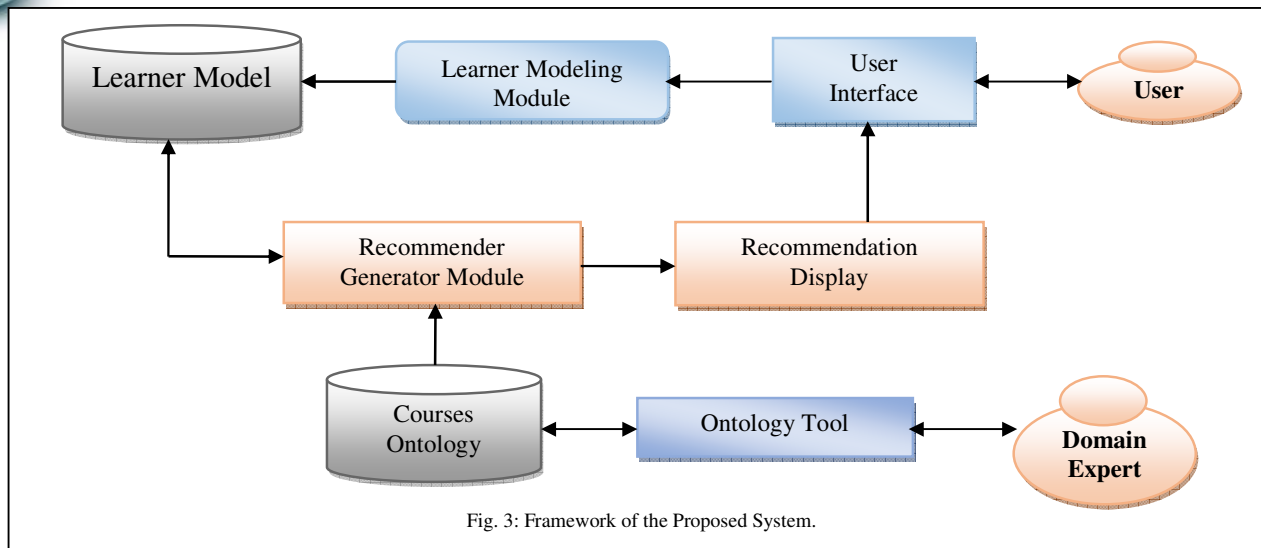 Learner Model
Learner Modeling
Module
User
Interface
User
Recommender
Generator Module
Recommendation
Display
Courses
Ontology
Ontology Tool
Domain
Expert
Fig. 3: Framework of the Proposed System.